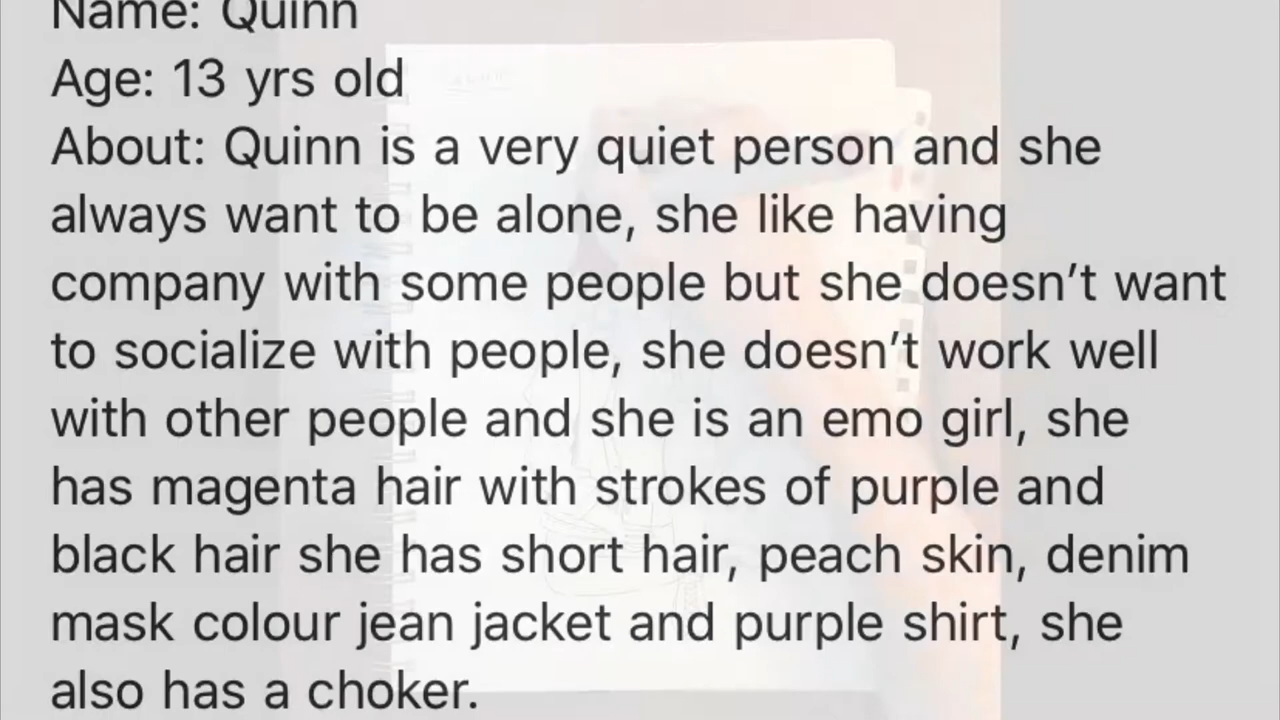 Name: Quinn
Age: 13 yrs old
About: Quinn is a very quiet person and she
always want to be alone, she like having
company with some people but she doesn’t want
to socialize with people, she doesn’t work well
with other people and she is an emo girl, she
has magenta hair with strokes of purple and
black hair she has short hair, peach skin, denim
mask colour jean jacket and purple shirt, she
also has a choker.